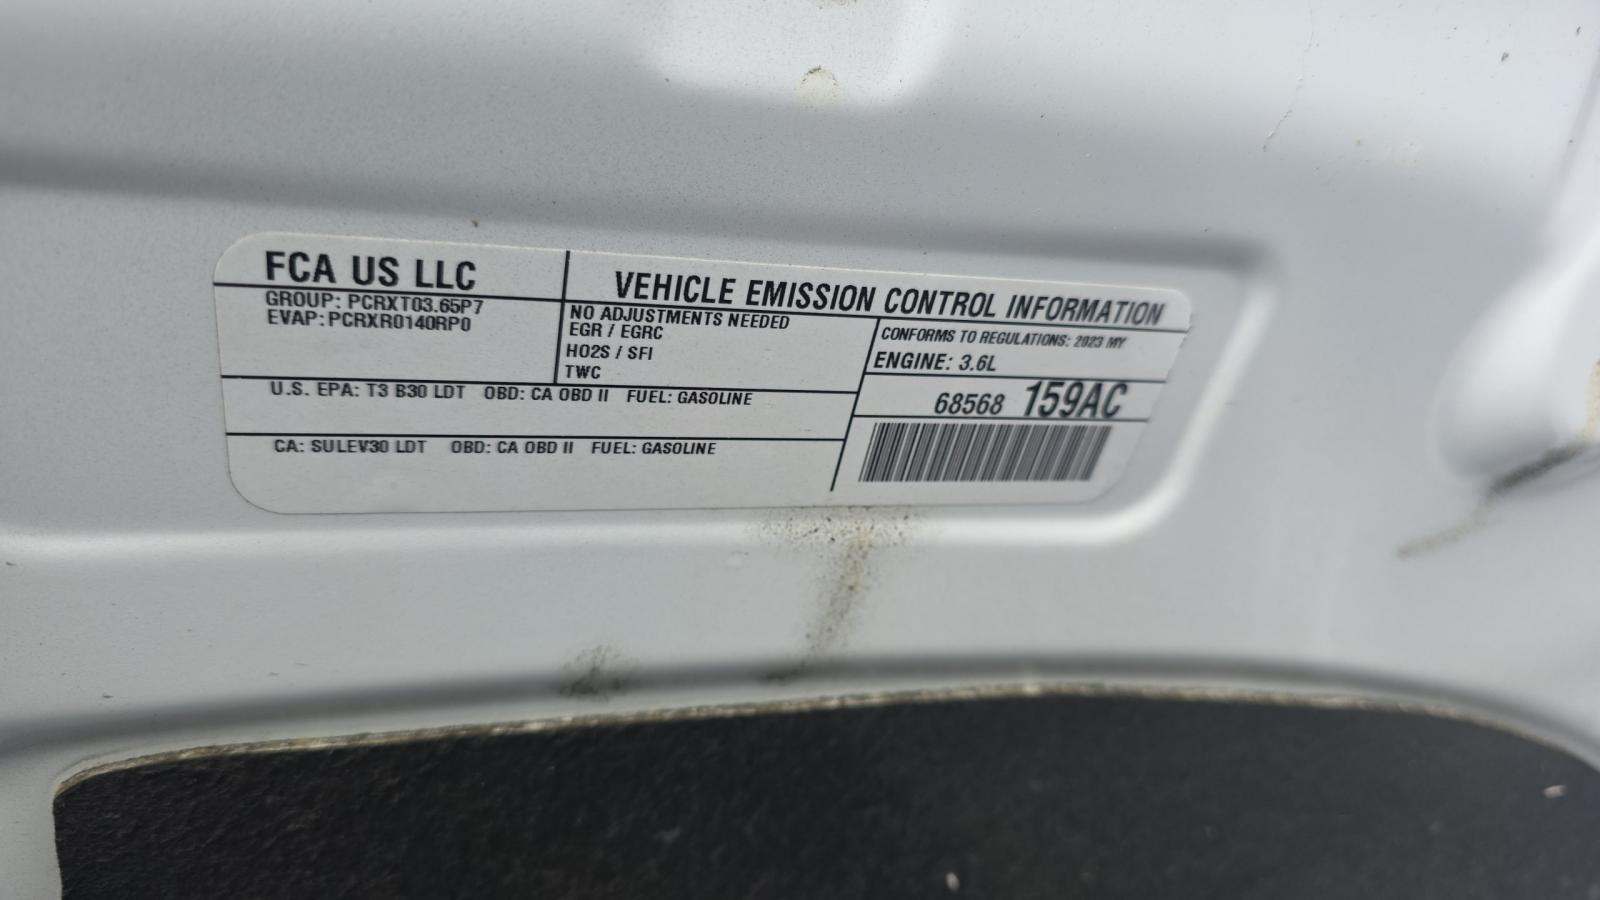 FCA US LLC
VEHICLE EMISSION CONTROL INFORMATION
GROUP: PCRXT03.65P7
EVAP: PCRXR0140RP0
NO ADJUSTMENTS NEEDED
EGR / EGRC
HO2S / SFI
TWC
CONFORMS TO REGULATIONS: 2023 MY
ENGINE: 3.6L
68568 159AC
U.S. EPA: T3 B30 LDT OBD: CA OBD II FUEL: GASOLINE
CA: SULEV30 LDT OBD: CA OBD II FUEL: GASOLINE